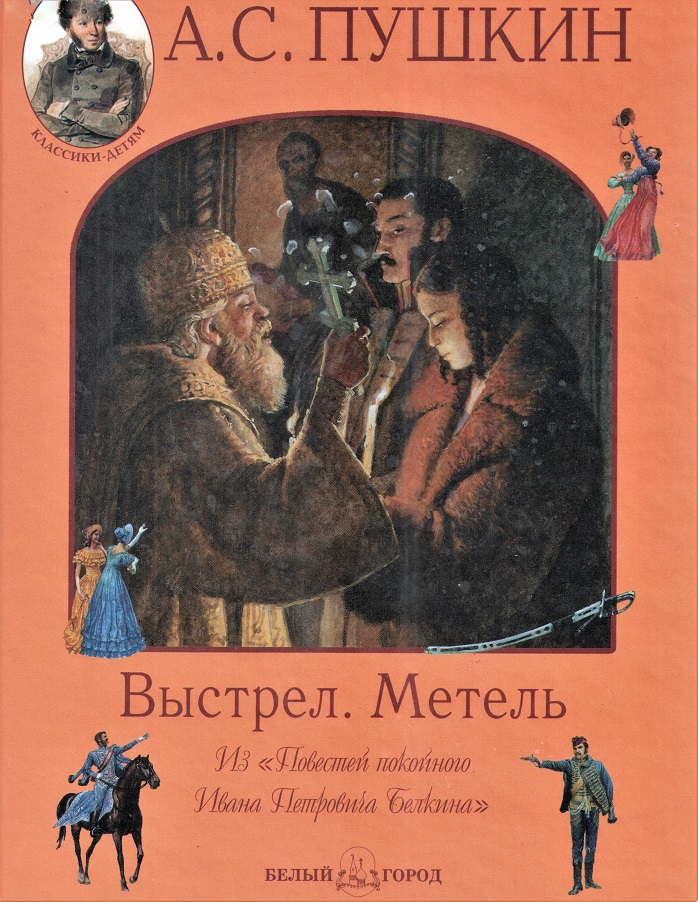 А.С. ПУШКИН
КЛАССИКИ-ДЕТЯМ
Выстрел. Метель
Из «Повестей покойного
Ивана Петровича Белкина»
БЕЛЫЙ ГОРОД